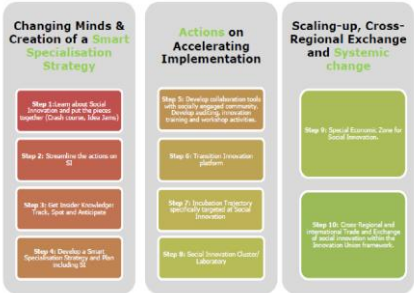 Changing Minds &
Creation of a Smart
Specialisation
Strategy
Step 1:Learn about Social
Innovation and put the pieces
together (Crash course, Idea Jams)
Step 2: Streamline the actions on
SI
Step 3: Get Insider Knowledge
Track, Spot and Anticipate
Step 4: Develop a Smart
Specialisation Strategy and Plan
including SI
Actions on
Accelerating
Implementation
Step 5: Develop collaboration tools
with socially engaged community.
Develop auditing, innovation
training and workshop activities.
Step 6: Transition Innovation
platform
Step 7: Incubation Trajectory
specifically targeted at Social
Innovation
Step 8: Social Innovation Cluster/
Laboratory
Scaling-up, Cross-
Regional Exchange
and Systemic
change
Step 9: Special Economic Zone for
Social Innovation.
Step 10: Cross-Regional and
international Trade and Exchange
of social innovation within the
Innovation Union framework.